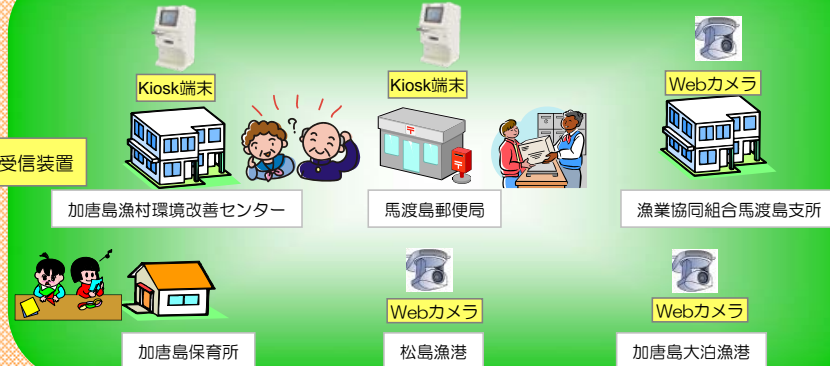 Kiosk端末
Kiosk端末
Webカメラ
受信装置
〒
加唐島漁村環境改善センター
馬渡島郵便局
漁業協同組合馬渡島支所
Webカメラ
Webカメラ
加唐島保育所
松島漁港
加唐島大泊漁港